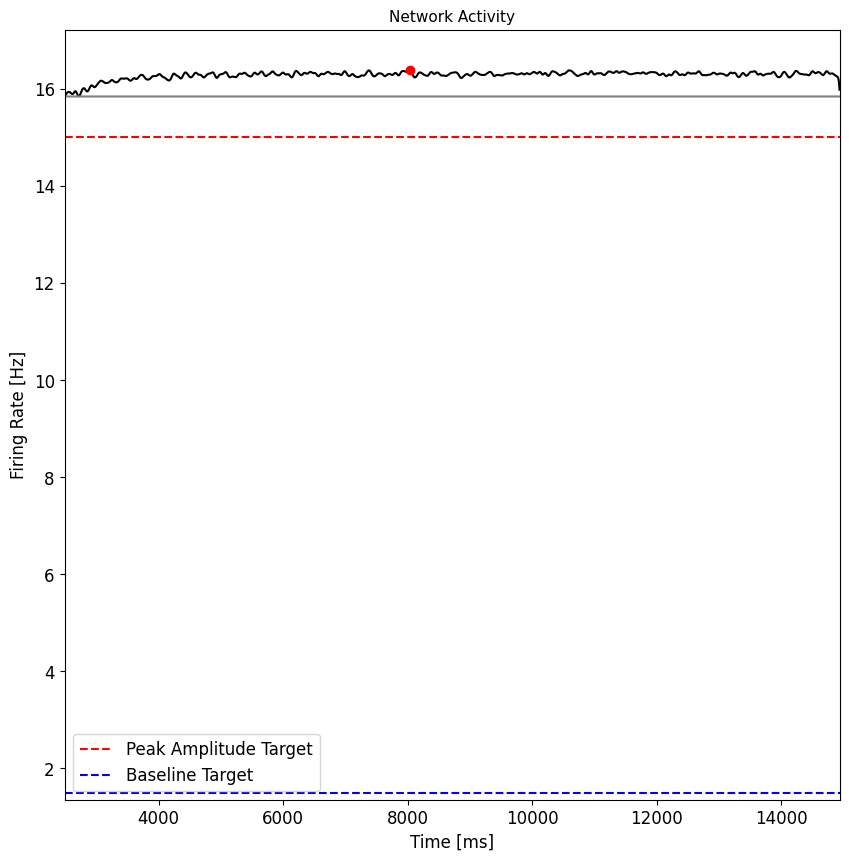 Network Activity
16
14
12
10
8
6
4
2
Firing Rate [Hz]
Peak Amplitude Target
Baseline Target
4000 6000 8000 10000 12000 14000
Time [ms]